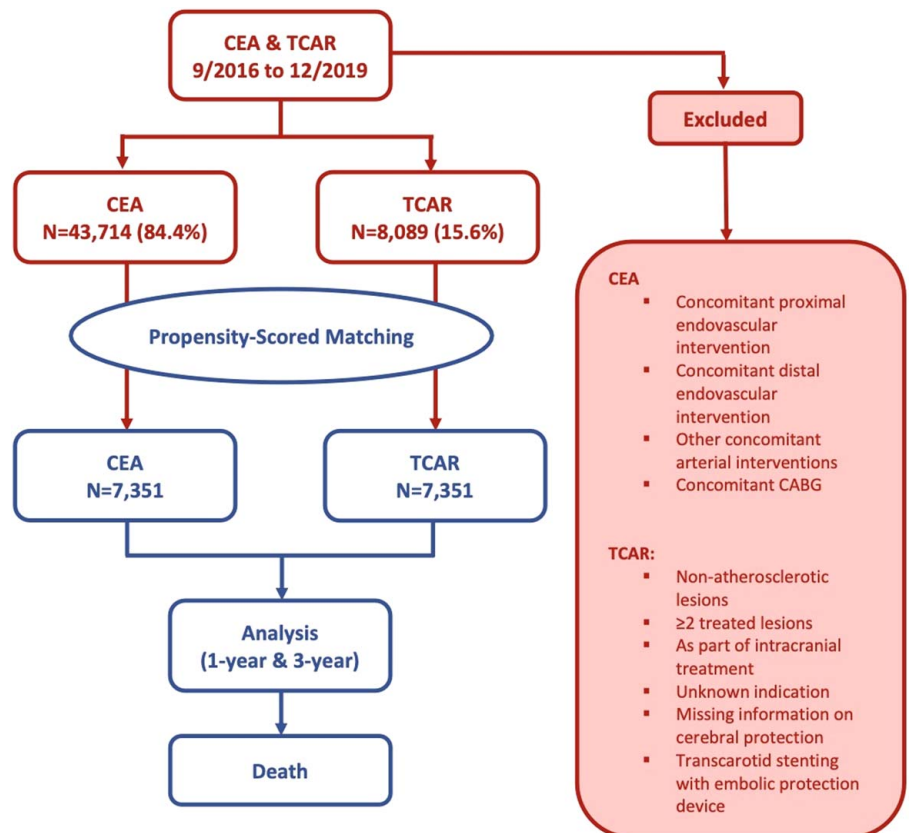 CEA & TCAR
9/2016 to 12/2019
Excluded
CEA
N=43,714 (84.4%)
TCAR
N=8,089 (15.6%)
Propensity-Scored Matching
CEA
N=7,351
TCAR
N=7,351
Analysis
(1-year & 3-year)
Death
CEA
▪ Concomitant proximal
endovascular
intervention
▪ Concomitant distal
endovascular
intervention
▪ Other concomitant
arterial interventions
▪ Concomitant CABG
TCAR:
▪ Non-atherosclerotic
lesions
▪ ≥2 treated lesions
▪ As part of intracranial
treatment
▪ Unknown indication
▪ Missing information on
cerebral protection
▪ Transcarotid stenting
with embolic protection
device